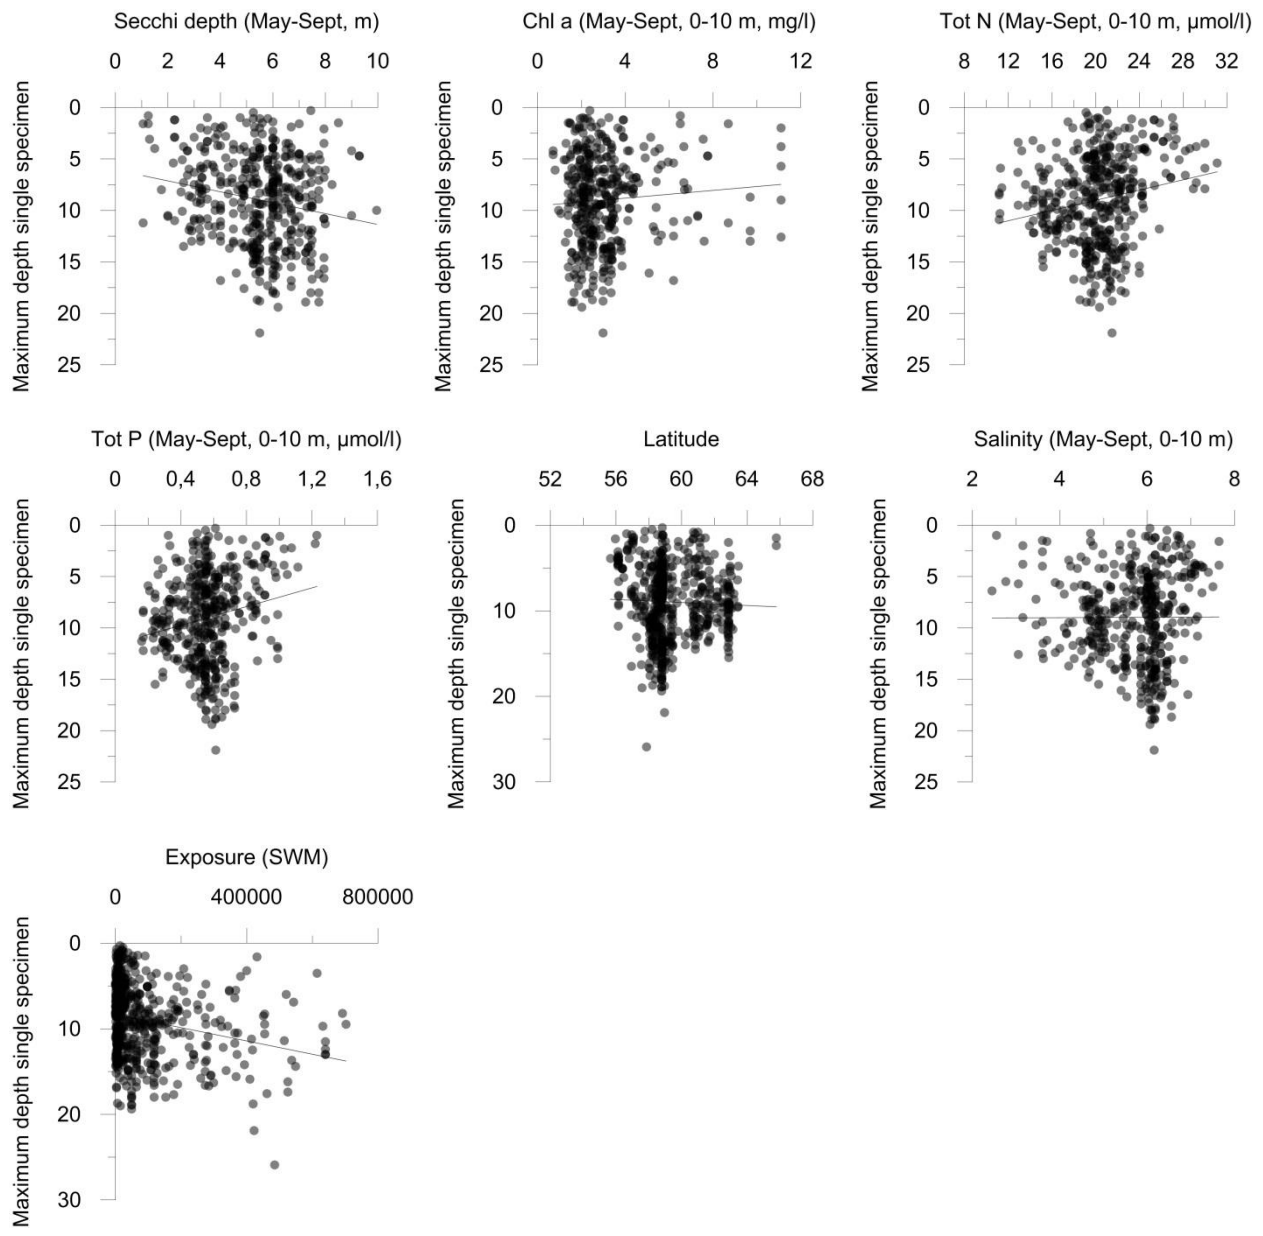 Secchi depth (May-Sept, m)
0 2 4 6 8 10
Maximum depth single specimen
0
5
10
15
20
25
Chl a (May-Sept, 0-10 m, mg/l)
0 4 8 12
Maximum depth single specimen
0
5
10
15
20
25
Tot N (May-Sept, 0-10 m, µmol/l)
8 12 16 20 24 28 32
Maximum depth single specimen
0
5
10
15
20
25
Tot P (May-Sept, 0-10 m, µmol/l)
0 0,4 0,8 1,2 1,6
Maximum depth single specimen
0
5
10
15
20
25
Latitude
52 56 60 64 68
Maximum depth single specimen
0
10
20
30
Salinity (May-Sept, 0-10 m)
2 4 6 8
Maximum depth single specimen
0
5
10
15
20
25
Exposure (SWM)
0 400000 800000
Maximum depth single specimen
0
10
20
30